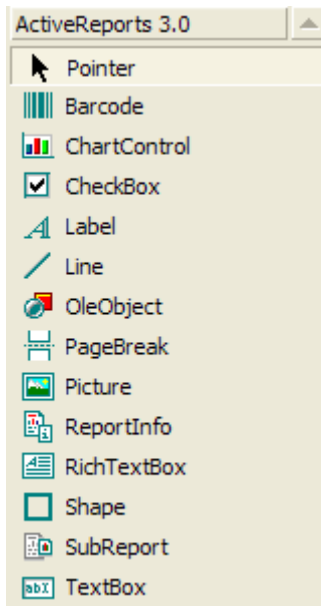 ActiveReports 3.0
Pointer
Barcode
ChartControl
CheckBox
Label
Line
OleObject
PageBreak
Picture
ReportInfo
RichTextBox
Shape
SubReport
TextBox